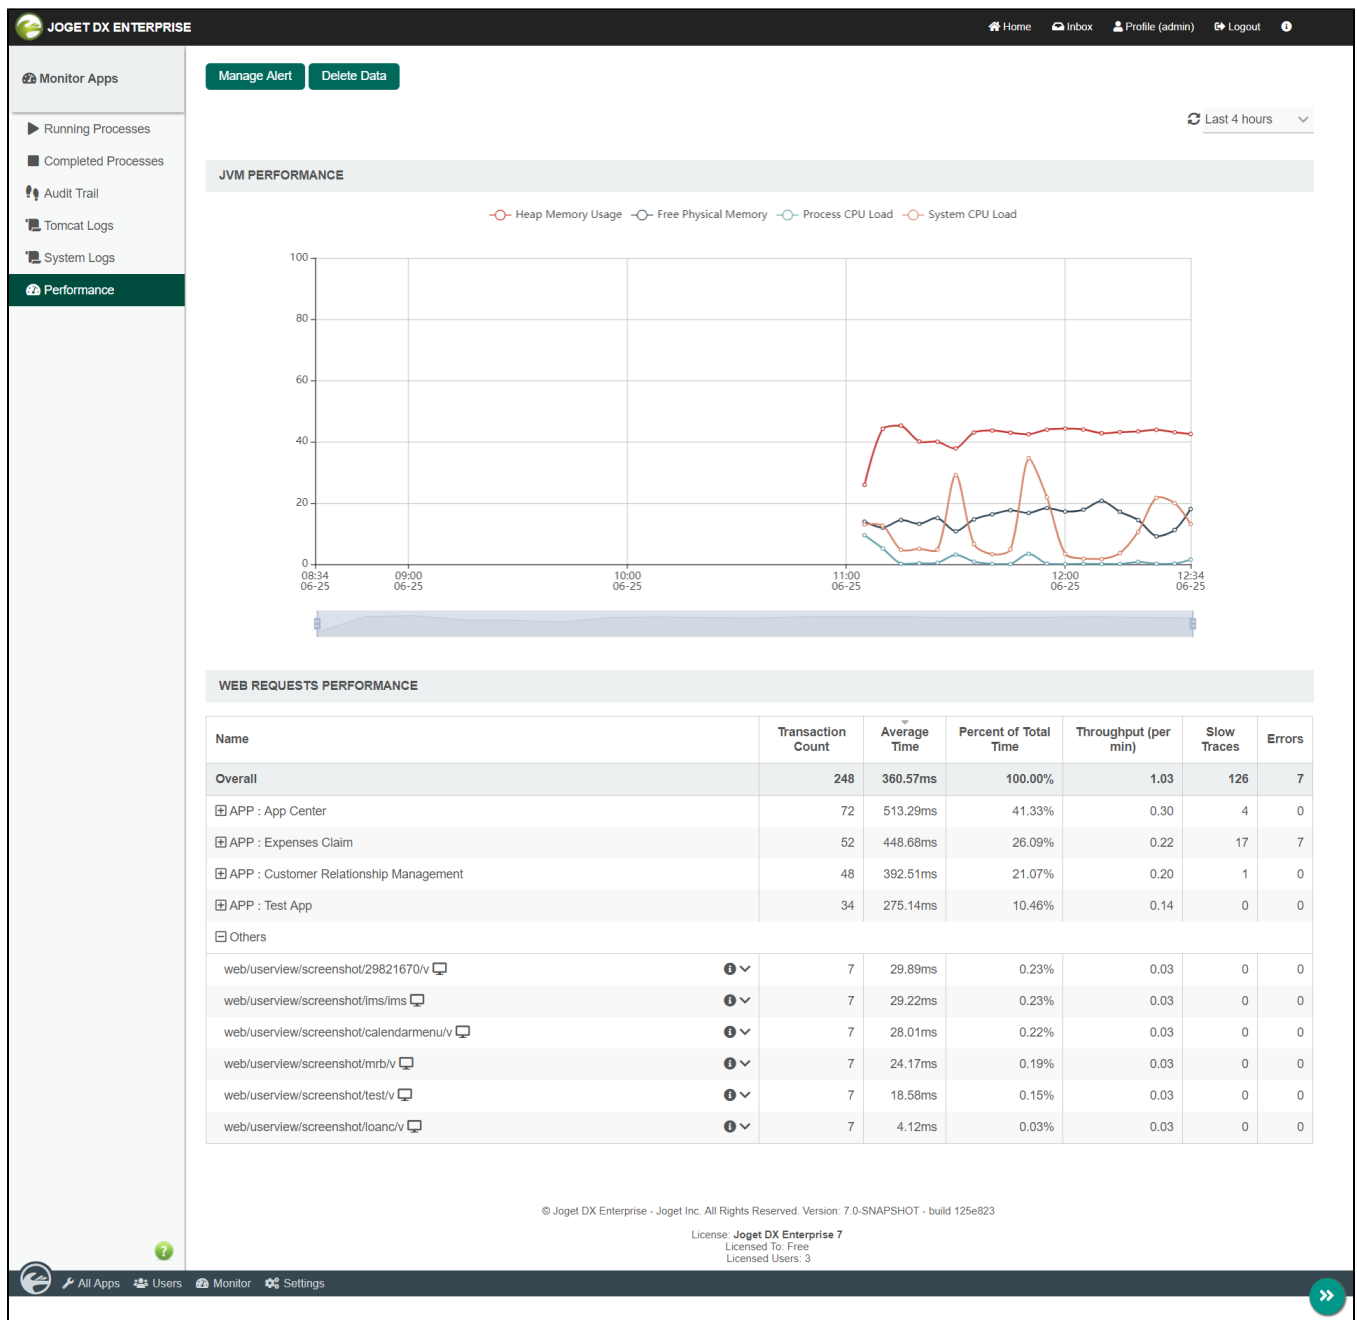 JOGET DX ENTERPRISE
Home Inbox Profile (admin) Logout
Monitor Apps
Running Processes
Completed Processes
Audit Trail
Tomcat Logs
System Logs
Performance
Manage Alert Delete Data
Last 4 hours
JVM PERFORMANCE
Heap Memory Usage Free Physical Memory Process CPU Load System CPU Load
100
80
60
40
20
0
08:34 09:00 10:00 11:00 12:00 12:34
06-25 06-25 06-25 06-25 06-25 06-25
WEB REQUESTS PERFORMANCE
Name Transaction Count Average Time Percent of Total Time Throughput (per min) Slow Traces Errors
Overall 248 360.57ms 100.00% 1.03 126 7
APP : App Center 72 513.29ms 41.33% 0.30 4 0
APP : Expenses Claim 52 448.68ms 26.09% 0.22 17 7
APP : Customer Relationship Management 48 392.51ms 21.07% 0.20 1 0
APP : Test App 34 275.14ms 10.46% 0.14 0 0
Others
web/userview/screenshot/29821670/v 7 29.89ms 0.23% 0.03 0 0
web/userview/screenshot/ims/ims 7 29.22ms 0.23% 0.03 0 0
web/userview/screenshot/calendarmenu/v 7 28.01ms 0.22% 0.03 0 0
web/userview/screenshot/mrb/v 7 24.17ms 0.19% 0.03 0 0
web/userview/screenshot/test/v 7 18.58ms 0.15% 0.03 0 0
web/userview/screenshot/loanc/v 7 4.12ms 0.03% 0.03 0 0
© Joget DX Enterprise - Joget Inc. All Rights Reserved. Version: 7.0-SNAPSHOT - build 125e823
License: Joget DX Enterprise 7
Licensed To: Free
Licensed Users: 3
All Apps Users Monitor Settings